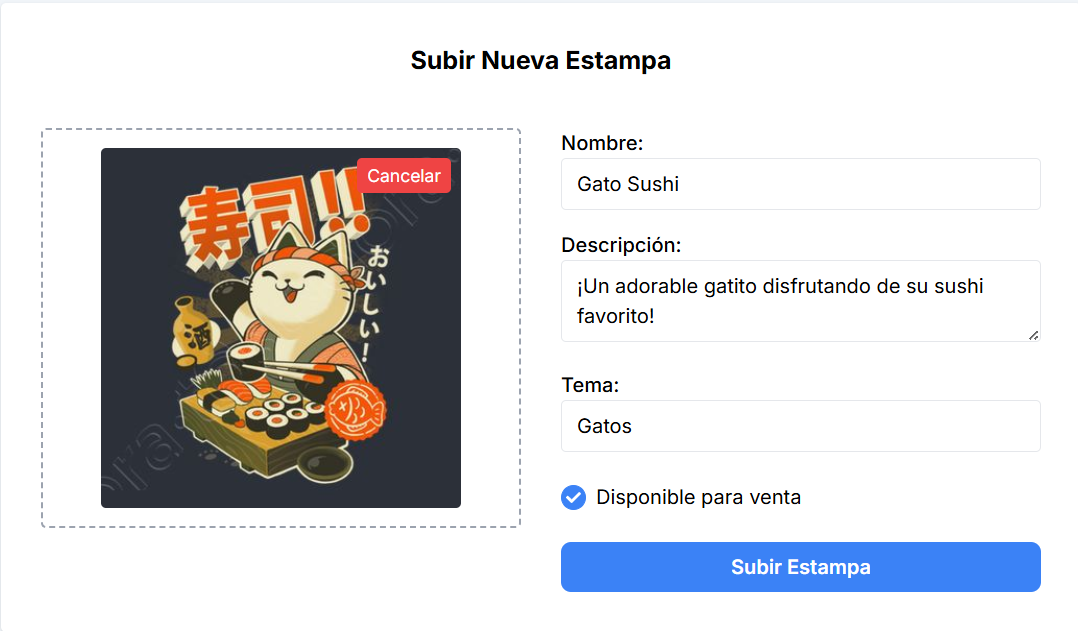 Subir Nueva Estampa
Cancelar
寿司!!
おいしい!
酒
Nombre:
Gato Sushi
Descripción:
¡Un adorable gatito disfrutando de su sushi
favorito!
Tema:
Gatos
Disponible para venta
Subir Estampa